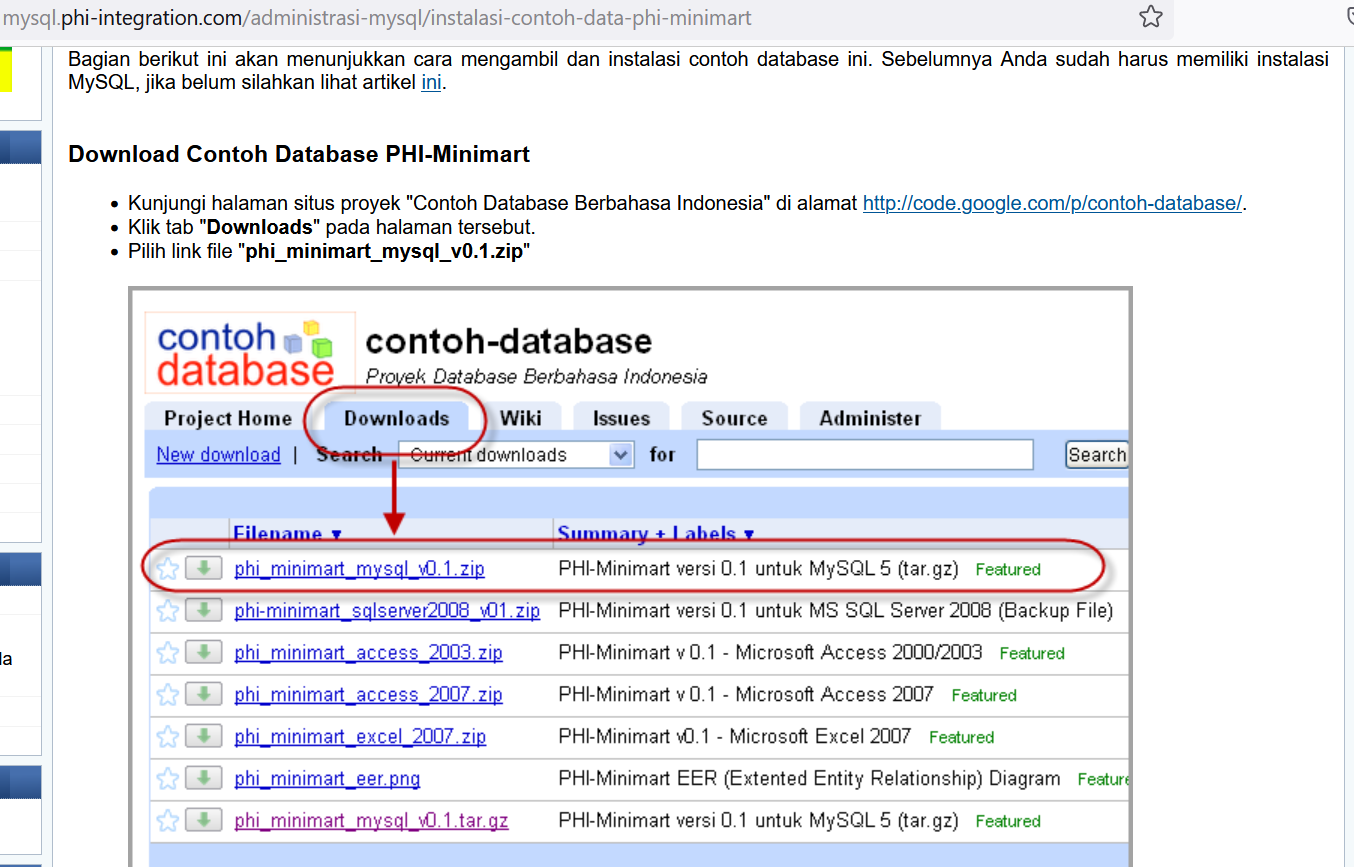 mysql.phi-integration.com/administrasi-mysql/instalasi-contoh-data-phi-minimart
Bagian berikut ini akan menunjukkan cara mengambil dan instalasi contoh database ini. Sebelumnya Anda sudah harus memiliki instalasi
MySQL, jika belum silahkan lihat artikel ini.
Download Contoh Database PHI-Minimart
• Kunjungi halaman situs proyek "Contoh Database Berbahasa Indonesia" di alamat http://code.google.com/p/contoh-database/.
• Klik tab "Downloads" pada halaman tersebut.
• Pilih link file "phi_minimart_mysql_v0.1.zip"
contoh
database
contoh-database
Proyek Database Berbahasa Indonesia
Project Home Downloads Wiki Issues Source Administer
New download | Search Current downloads for Search
Filename ▼ Summary + Labels ▼
phi_minimart_mysql_v0.1.zip PHI-Minimart versi 0.1 untuk MySQL 5 (tar.gz) Featured
phi-minimart_sqlserver2008_v01.zip PHI-Minimart versi 0.1 untuk MS SQL Server 2008 (Backup File)
phi_minimart_access_2003.zip PHI-Minimart v 0.1 - Microsoft Access 2000/2003 Featured
la
phi_minimart_access_2007.zip PHI-Minimart v 0.1 - Microsoft Access 2007 Featured
phi_minimart_excel_2007.zip PHI-Minimart v0.1 - Microsoft Excel 2007 Featured
phi_minimart_eer.png PHI-Minimart EER (Extented Entity Relationship) Diagram Feature
phi_minimart_mysql_v0.1.tar.gz PHI-Minimart versi 0.1 untuk MySQL 5 (tar.gz) Featured